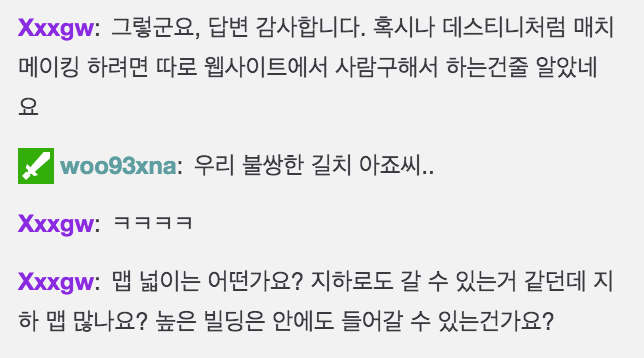 Xxxgw: 그렇군요, 답변 감사합니다. 혹시나 데스티니처럼 매치
메이킹 하려면 따로 웹사이트에서 사람구해서 하는건줄 알았네
요
woo93xna: 우리 불쌍한 길치 아죠씨..
Xxxgw: ㅋㅋㅋㅋ
Xxxgw: 맵 넓이는 어떤가요? 지하로도 갈 수 있는거 같던데 지
하 맵 많나요? 높은 빌딩은 안에도 들어갈 수 있는건가요?